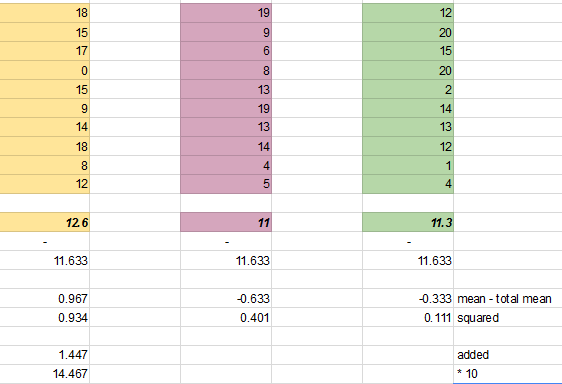 18 19 12
15 9 20
17 6 15
0 8 20
15 13 2
9 19 14
14 13 13
18 14 12
8 4 1
12 5 4
12.6 11 11.3
- - -
11.633 11.633 11.633
0.967 -0.633 -0.333 mean - total mean
0.934 0.401 0.111 squared
1.447 added
14.467 * 10